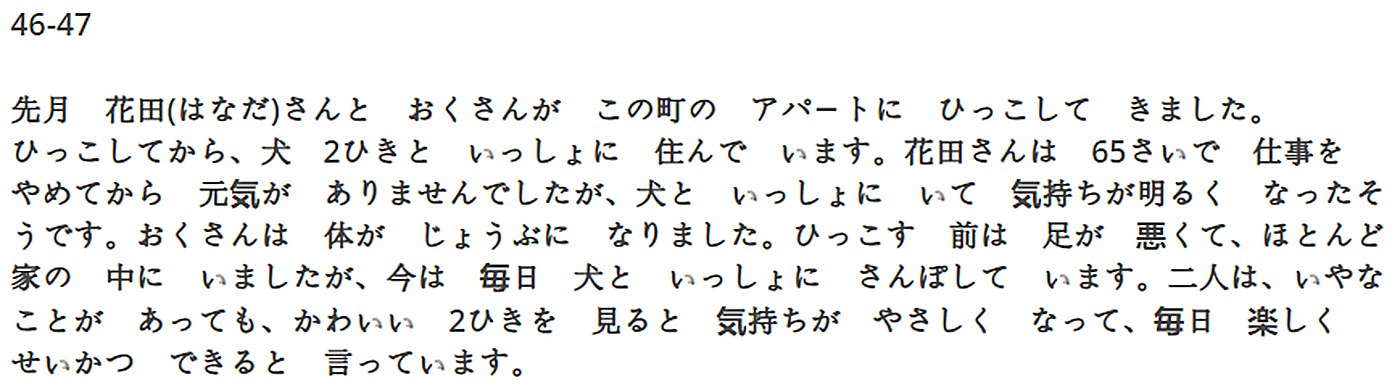 46-47
先月　花田(はなだ)さんと　おくさんが　この町の　アパートに　ひっこして　きました。
ひっこしてから、犬　2ひきと　いっしょに　住んで　います。花田さんは　65さいで　仕事を
やめてから　元気が　ありませんでしたが、犬と　いっしょに　いて　気持ちが明るく　なったそ
うです。おくさんは　体が　じょうぶに　なりました。ひっこす　前は　足が　悪くて、ほとんど
家の　中に　いましたが、今は　毎日　犬と　いっしょに　さんぽして　います。二人は、いやな
ことが　あっても、かわいい　2ひきを　見ると　気持ちが　やさしく　なって、毎日　楽しく
せいかつ　できると　言っています。